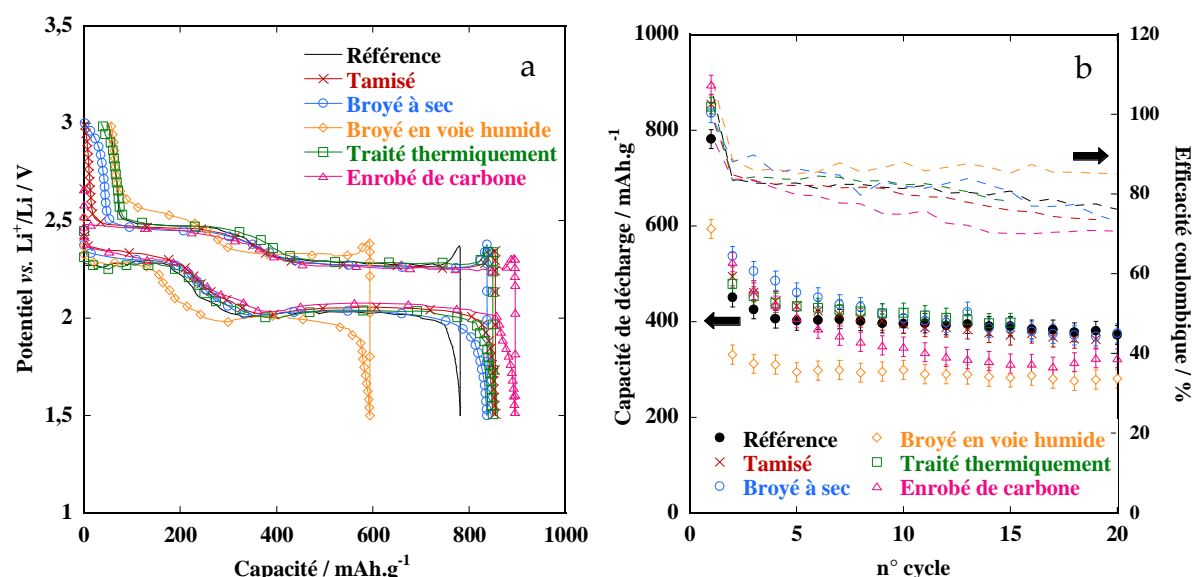 a
Potentiel vs. Li+/Li / V
3,5
3
2.5
2
1,5
1
Référence
Tamisé
Broyé à sec
Broyé en voie humide
Traité thermiquement
Enrobé de carbone
0 200 400 600 800 1000
Capacité / mAh.g-1
b
Capacité de décharge / mAh.g-1
1000
800
600
400
200
0
120
100
80
60
40
20
0
Efficacité coulombique / %
Référence
Tamisé
Broyé à sec
Broyé en voie humide
Traité thermiquement
Enrobé de carbone
0 5 10 15 20
n° cycle